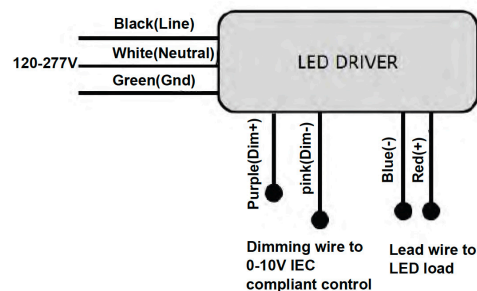 Black(Line)
120-277V
White(Neutral)
Green(Gnd)
LED DRIVER
Purple(Dim+)
pink(Dim-)
Blue(-)
Red(+)
Dimming wire to
0-10V IEC
compliant control
Lead wire to
LED load